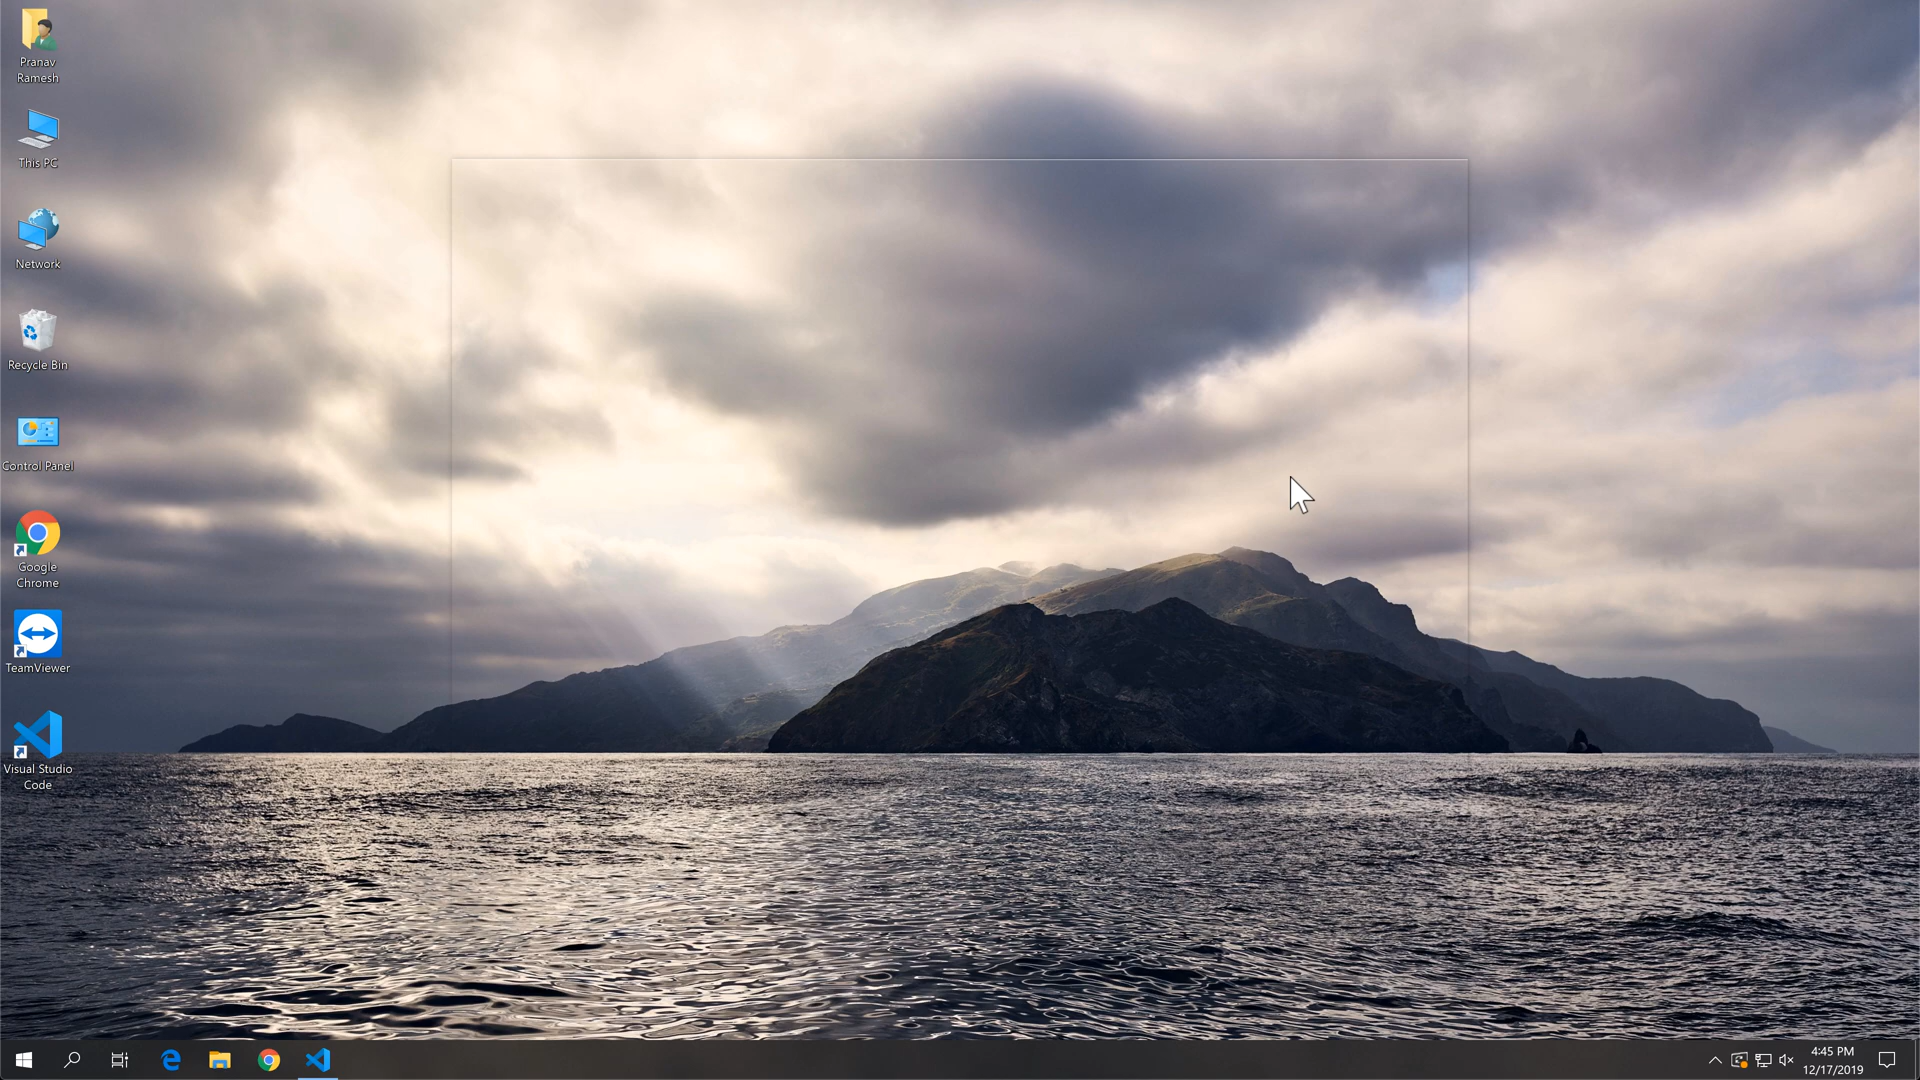 Pranav
Ramesh
This PC
Network
Recycle Bin
Control Panel
Google
Chrome
TeamViewer
Visual Studio
Code
4:45 PM
12/17/2019